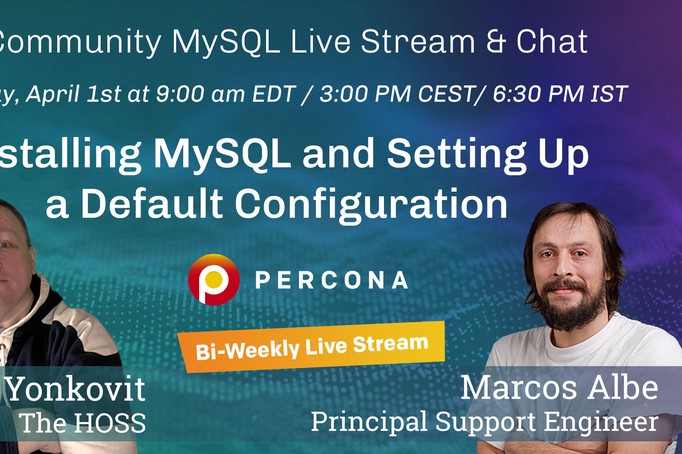 Community MySQL Live Stream & Chat
y, April 1st at 9:00 am EDT / 3:00 PM CEST/ 6:30 PM IST
stalling MySQL and Setting Up
a Default Configuration
PERCONA
Bi-Weekly Live Stream
Yonkovit
The HOSS
Marcos Albe
Principal Support Engineer